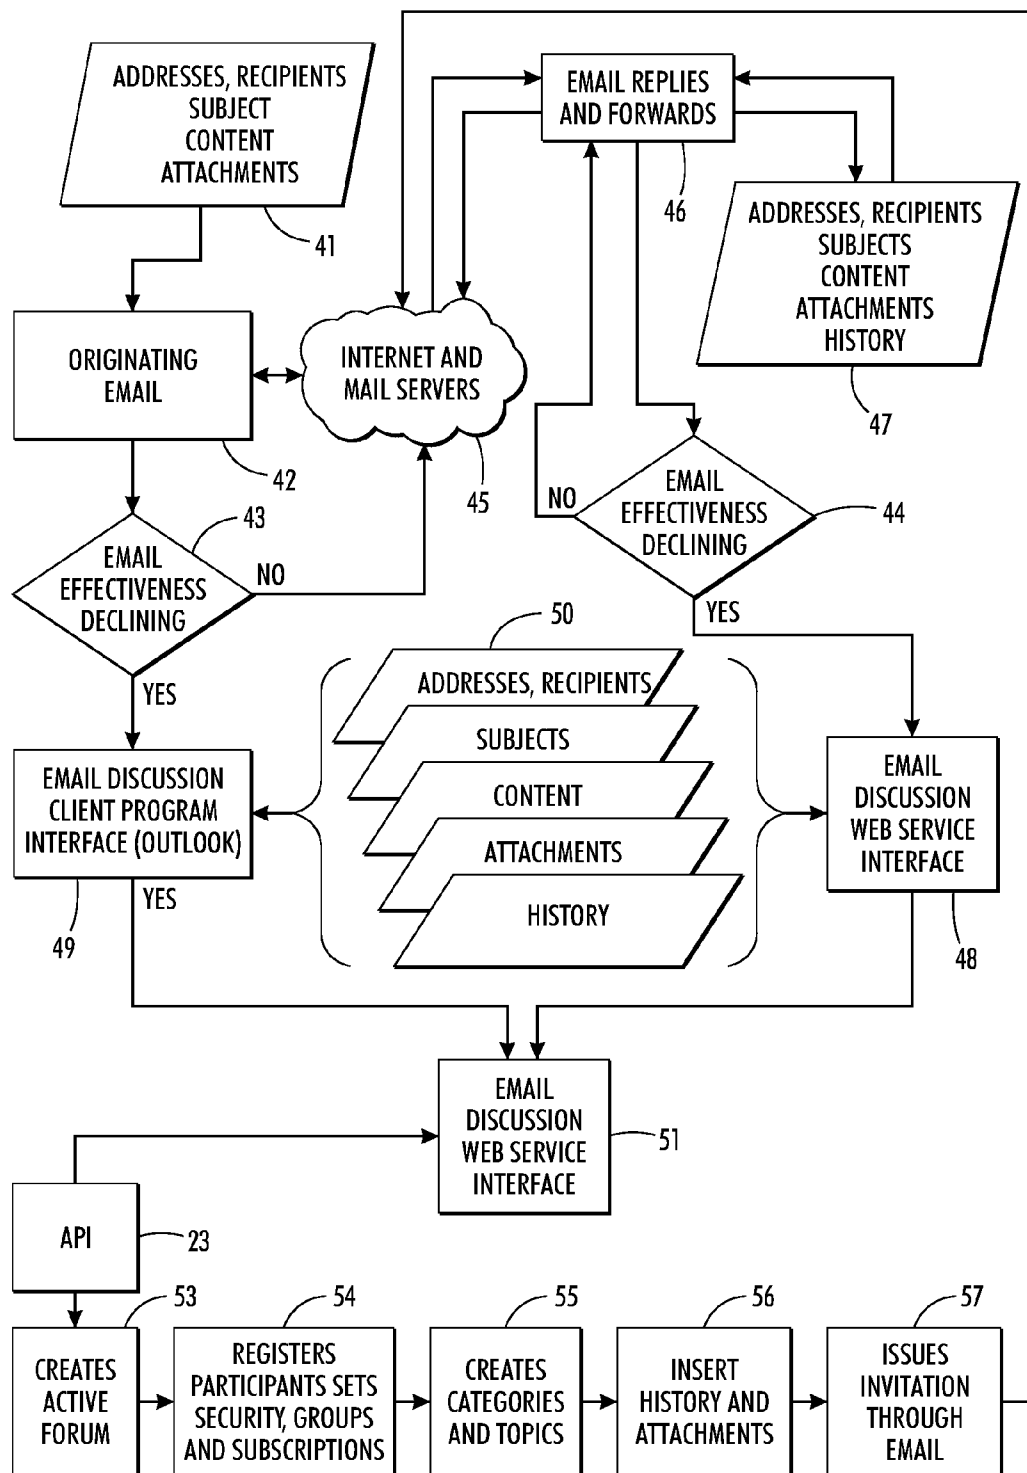 ADDRESSES, RECIPIENTS
SUBJECT
CONTENT
ATTACHMENTS
41
EMAIL REPLIES
AND FORWARDS
46
ADDRESSES, RECIPIENTS
SUBJECTS
CONTENT
ATTACHMENTS
HISTORY
47
ORIGINATING
EMAIL
42
INTERNET AND
MAIL SERVERS
45
EMAIL
EFFECTIVENESS
DECLINING
43
NO
YES
EMAIL
EFFECTIVENESS
DECLINING
44
NO
YES
50
ADDRESSES, RECIPIENTS
SUBJECTS
CONTENT
ATTACHMENTS
HISTORY
EMAIL DISCUSSION
CLIENT PROGRAM
INTERFACE (OUTLOOK)
YES
49
EMAIL
DISCUSSION
WEB SERVICE
INTERFACE
48
EMAIL
DISCUSSION
WEB SERVICE
INTERFACE
51
API
23
53
CREATES
ACTIVE
FORUM
54
REGISTERS
PARTICIPANTS SETS
SECURITY, GROUPS
AND SUBSCRIPTIONS
55
CREATES
CATEGORIES
AND TOPICS
56
INSERT
HISTORY AND
ATTACHMENTS
57
ISSUES
INVITATION
THROUGH
EMAIL